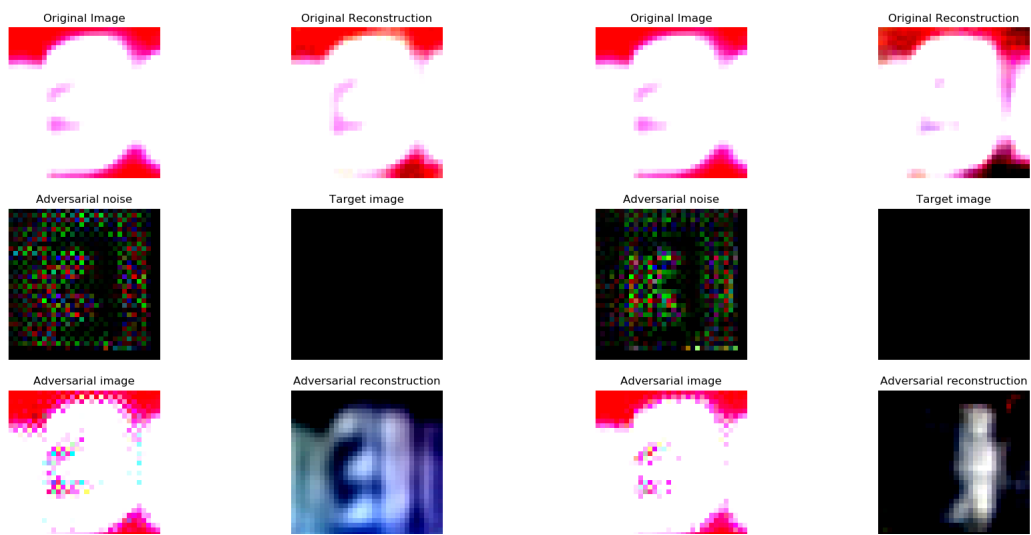 Original Image Original Reconstruction Original Image Original Reconstruction
Adversarial noise Target image Adversarial noise Target image
Adversarial image Adversarial reconstruction Adversarial image Adversarial reconstruction